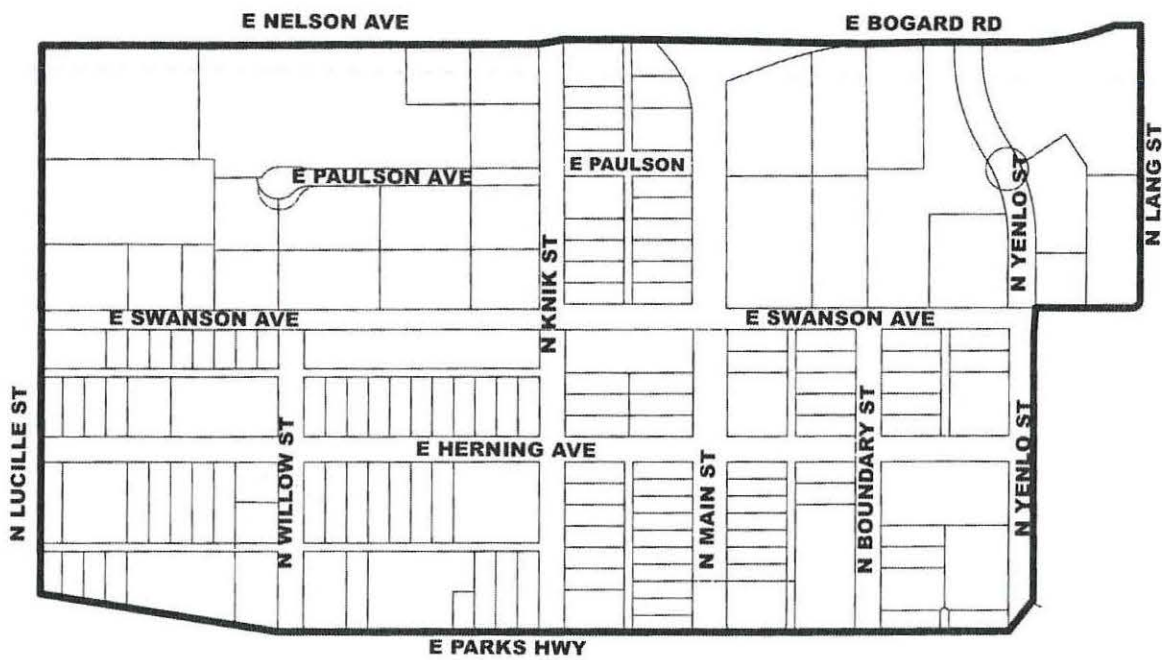 E NELSON AVE
E BOGARD RD
E PAULSON
E PAULSON AVE
N YENLO ST
N LANG ST
N KNIK ST
E SWANSON AVE
E SWANSON AVE
N LUCILLE ST
N WILLOW ST
E HERNING AVE
N MAIN ST
N BOUNDARY ST
N YENLO ST
E PARKS HWY